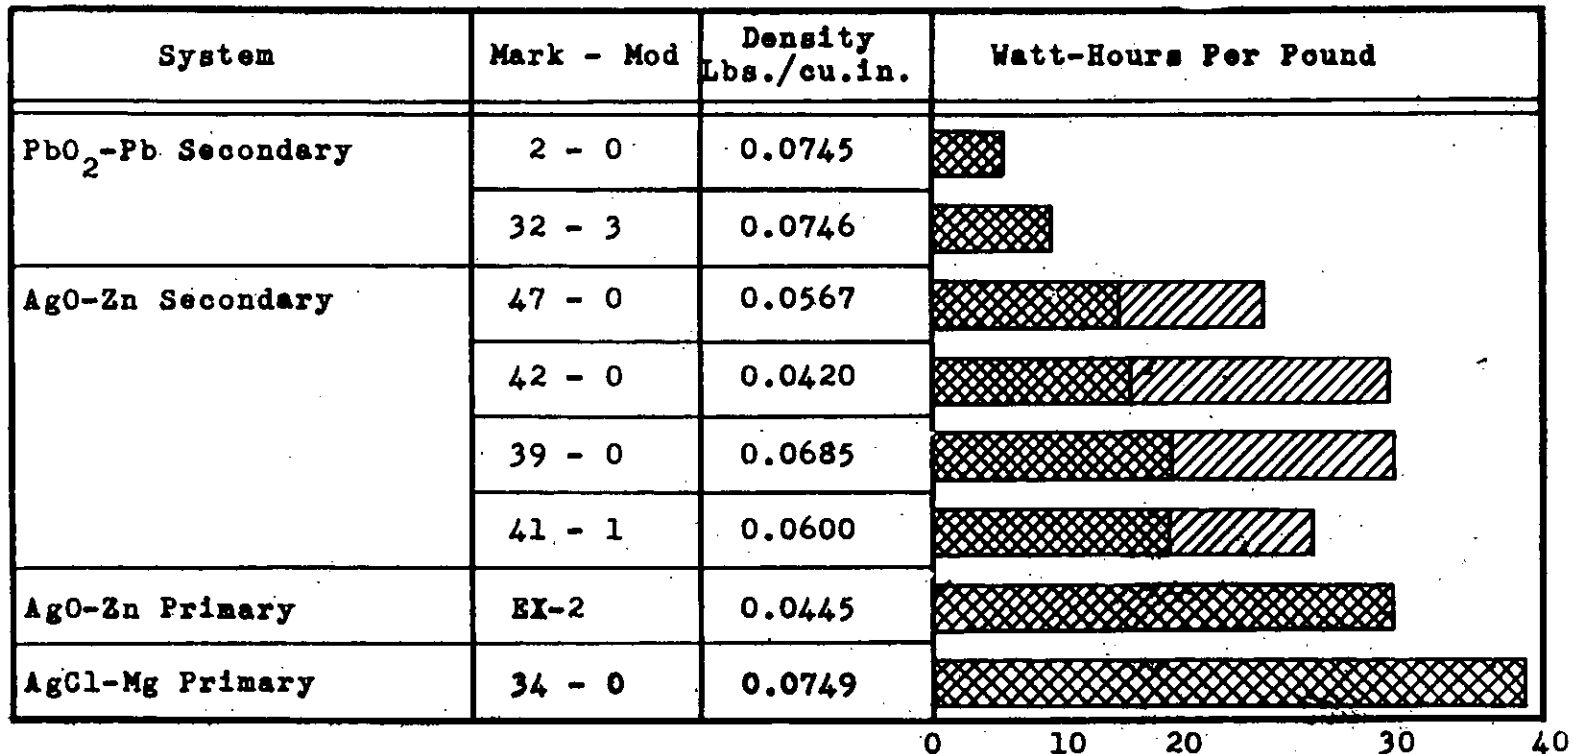 System Mark - Mod Density Lbs./cu.in. Watt-Hours Per Pound
PbO2-Pb Secondary 2 - 0 0.0745
32 - 3 0.0746
AgO-Zn Secondary 47 - 0 0.0567
42 - 0 0.0420
39 - 0 0.0685
41 - 1 0.0600
AgO-Zn Primary EX-2 0.0445
AgCl-Mg Primary 34 - 0 0.0749
0 10 20 30 40